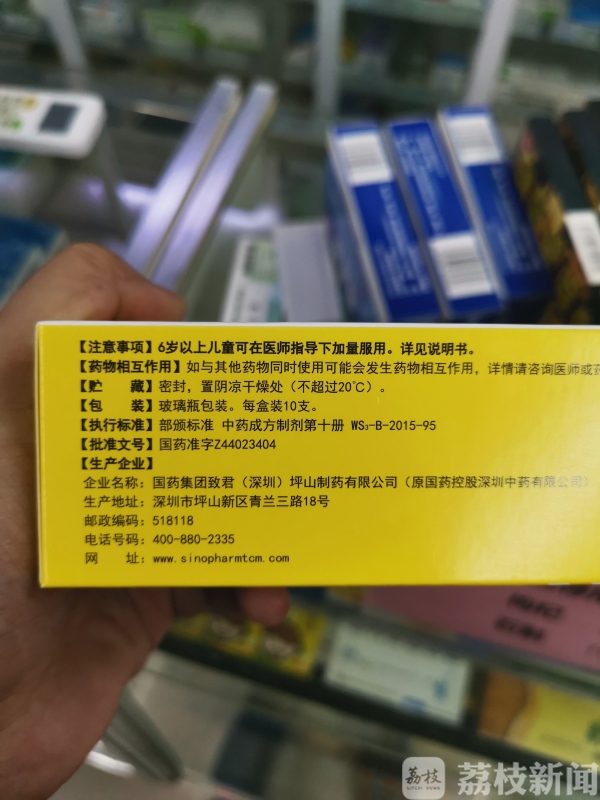 【注意事项】6岁以上儿童可在医师指导下加量服用。详见说明书。
【药物相互作用】如与其他药物同时使用可能会发生药物相互作用，详情请咨询医师或药
【贮 藏】密封，置阴凉干燥处（不超过20℃）。
【包 装】玻璃瓶包装。每盒装10支。
【执行标准】部颁标准 中药成方制剂第十册 WS₃-B-2015-95
【批准文号】国药准字Z44023404
【生产企业】
企业名称：国药集团致君（深圳）坪山制药有限公司（原国药控股深圳中药有限公司）
生产地址：深圳市坪山新区青兰三路18号
邮政编码：518118
电话号码：400-880-2335
网 址：www.sinopharmtcm.com
荔枝
LITCHI NEWS
荔枝新闻